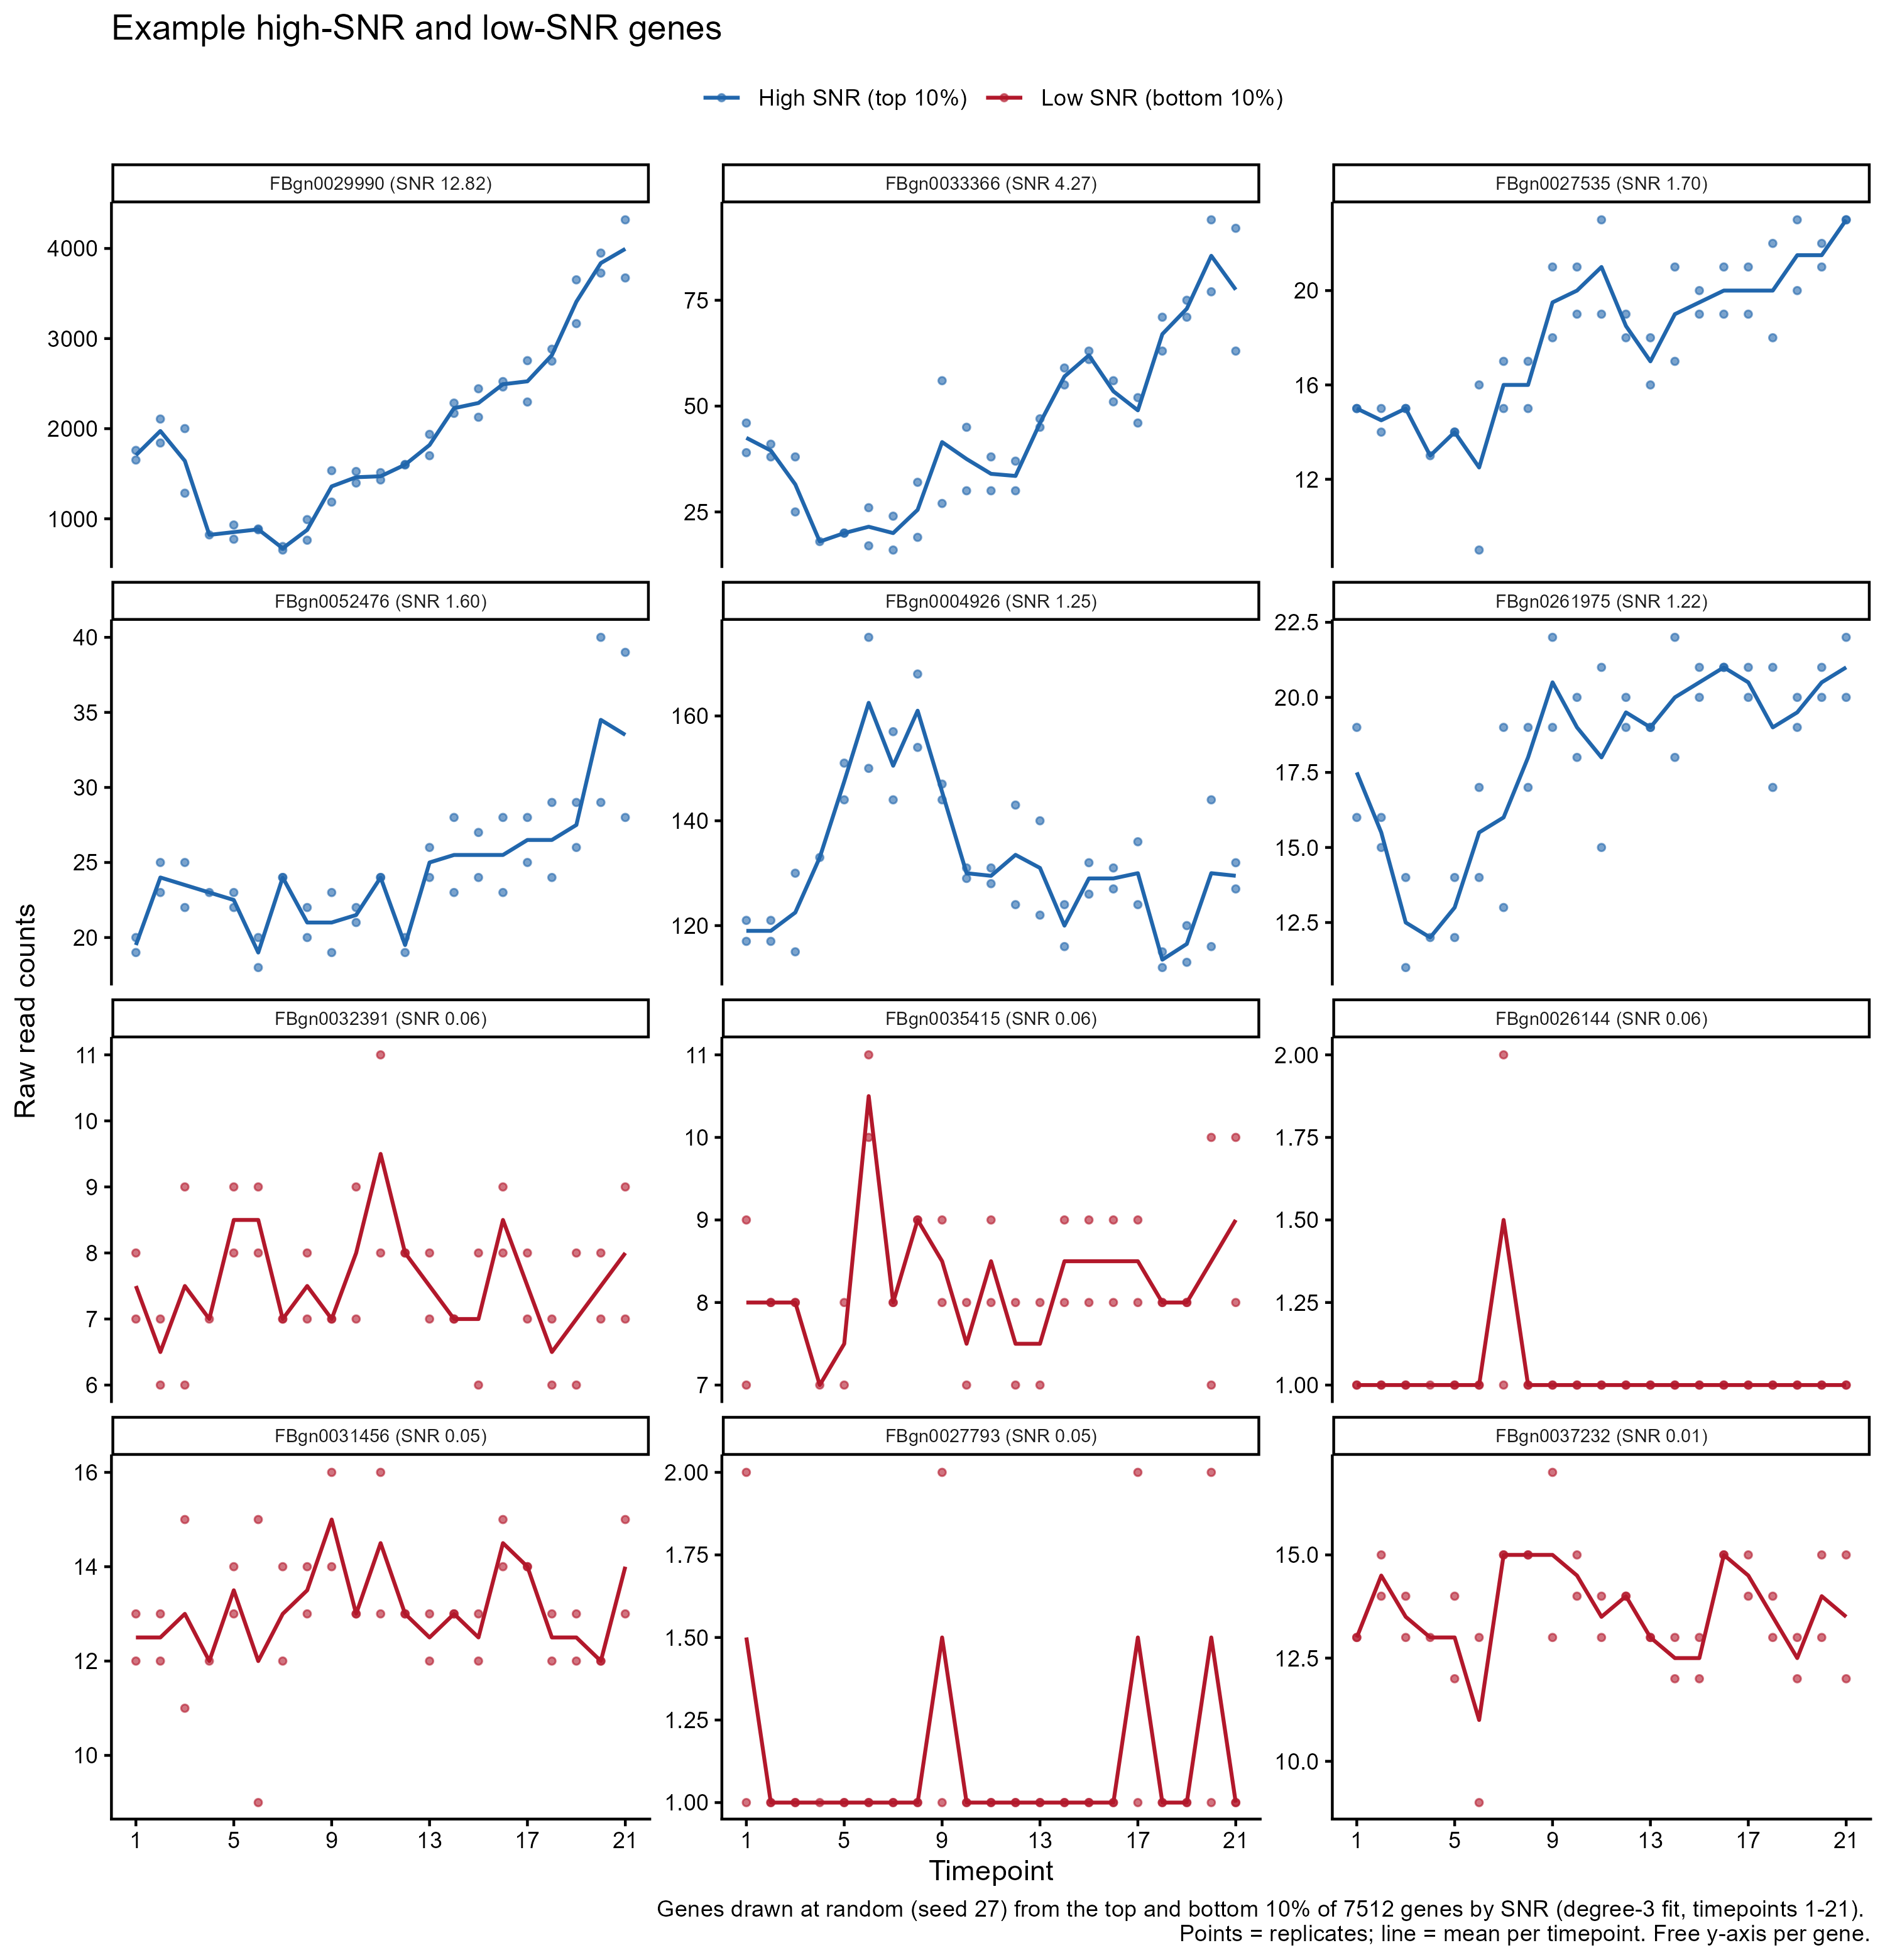 Example high-SNR and low-SNR genes
High SNR (top 10%) Low SNR (bottom 10%)
FBgn0029990 (SNR 12.82)
4000
3000
2000
1000
FBgn0033366 (SNR 4.27)
75
50
25
FBgn0027535 (SNR 1.70)
20
16
12
FBgn0052476 (SNR 1.60)
40
35
30
25
20
FBgn0004926 (SNR 1.25)
160
140
120
FBgn0261975 (SNR 1.22)
22.5
20.0
17.5
15.0
12.5
Raw read counts
FBgn0032391 (SNR 0.06)
11
10
9
8
7
6
FBgn0035415 (SNR 0.06)
11
10
9
8
7
FBgn0026144 (SNR 0.06)
2.00
1.75
1.50
1.25
1.00
FBgn0031456 (SNR 0.05)
16
14
12
10
1 5 9 13 17 21
FBgn0027793 (SNR 0.05)
2.00
1.75
1.50
1.25
1.00
1 5 9 13 17 21
FBgn0037232 (SNR 0.01)
15.0
12.5
10.0
1 5 9 13 17 21
Timepoint
Genes drawn at random (seed 27) from the top and bottom 10% of 7512 genes by SNR (degree-3 fit, timepoints 1-21).
Points = replicates; line = mean per timepoint. Free y-axis per gene.